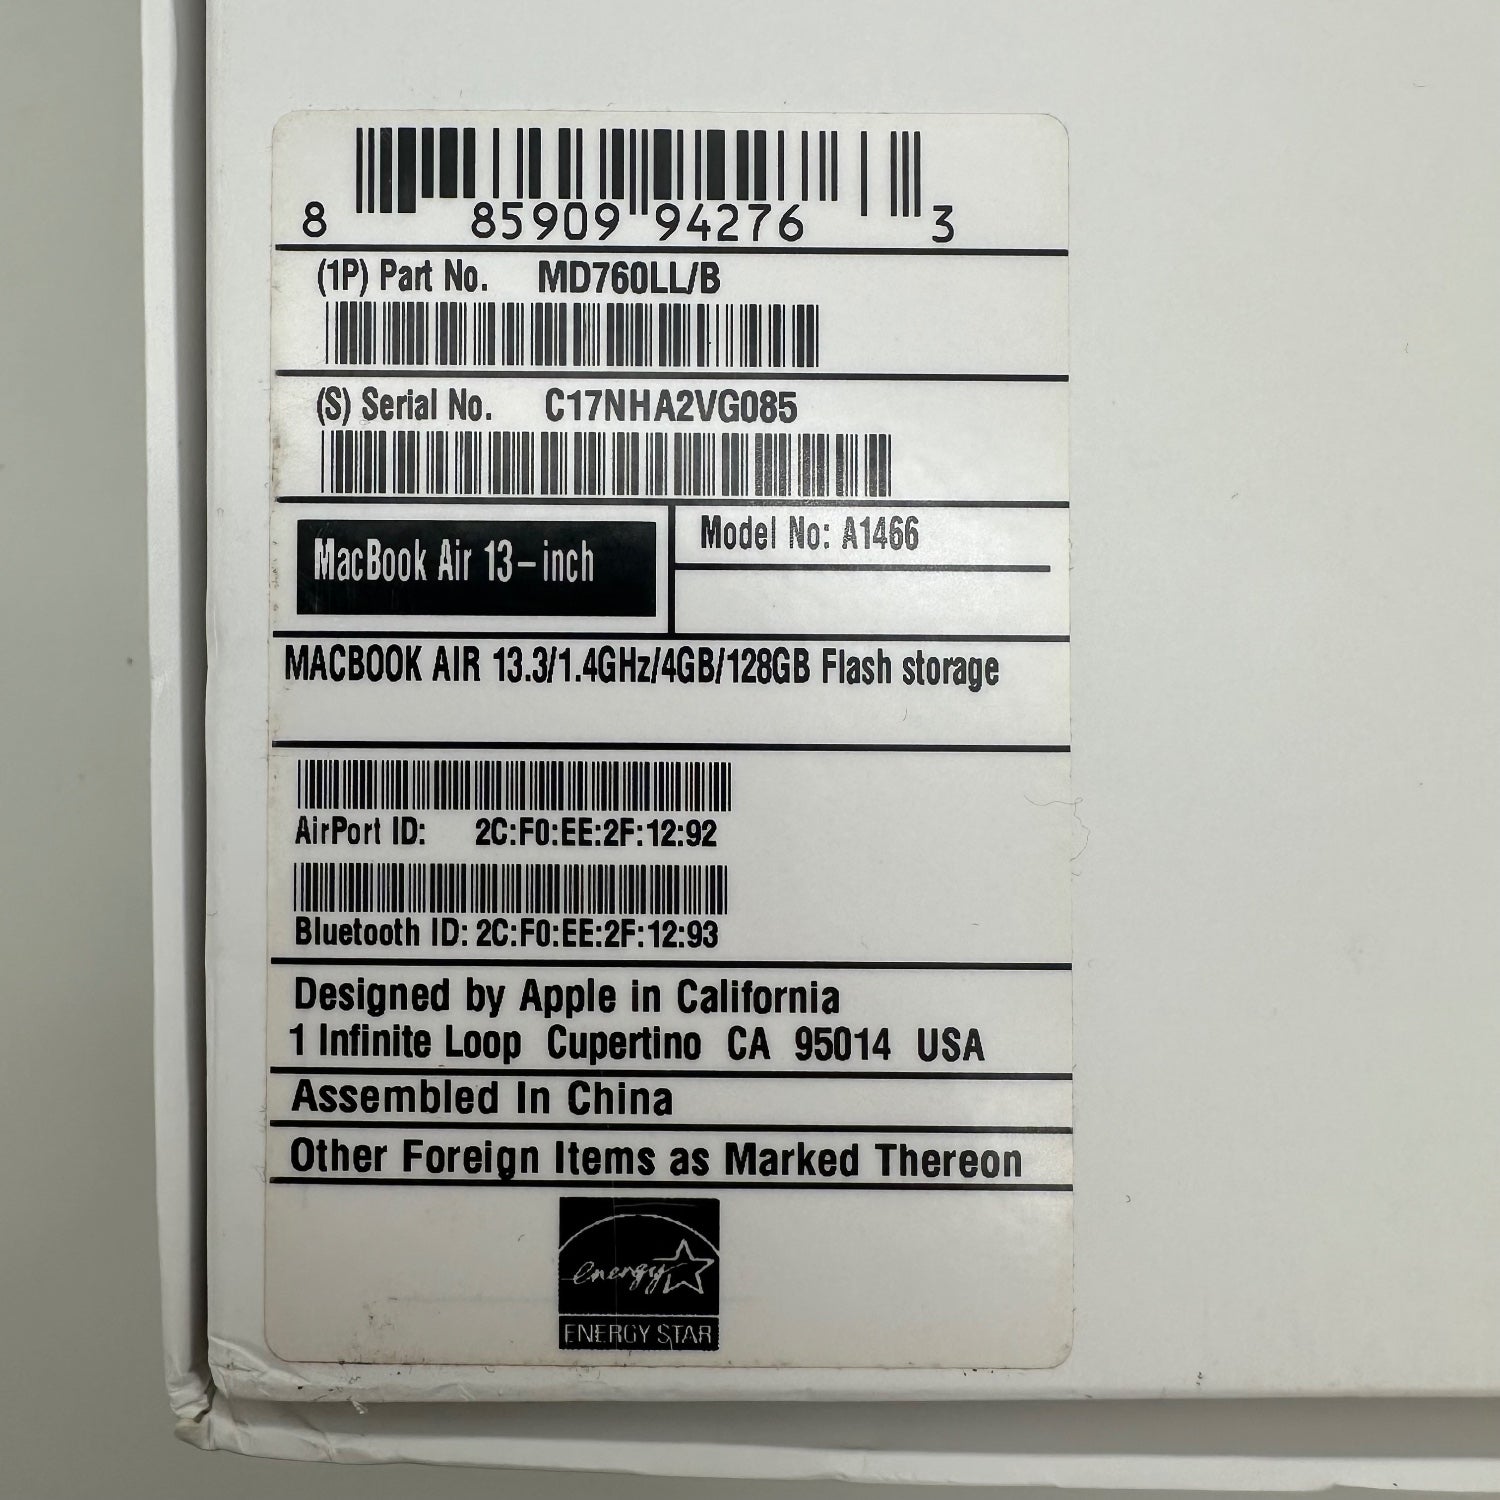 8 85909 94276 3
(1P) Part No. MD760LL/B
(S) Serial No. C17NHA2VG085
MacBook Air 13-inch
Model No: A1466
MACBOOK AIR 13.3/1.4GHz/4GB/128GB Flash storage
AirPort ID: 2C:F0:EE:2F:12:92
Bluetooth ID: 2C:F0:EE:2F:12:93
Designed by Apple in California
1 Infinite Loop Cupertino CA 95014 USA
Assembled In China
Other Foreign Items as Marked Thereon
energy
ENERGY STAR